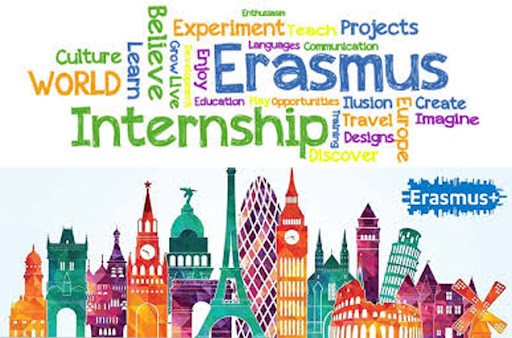 Enthusiasm
Experiment Teach Projects
Believe
Culture
Learn
Grow
Live
Development
Enjoy
Languages Communication
WORLD
Erasmus
Education Play Opportunities Ilusion
Europe
Create
Internship
Training
Travel
Imagine
Designs
Discover
Erasmus+